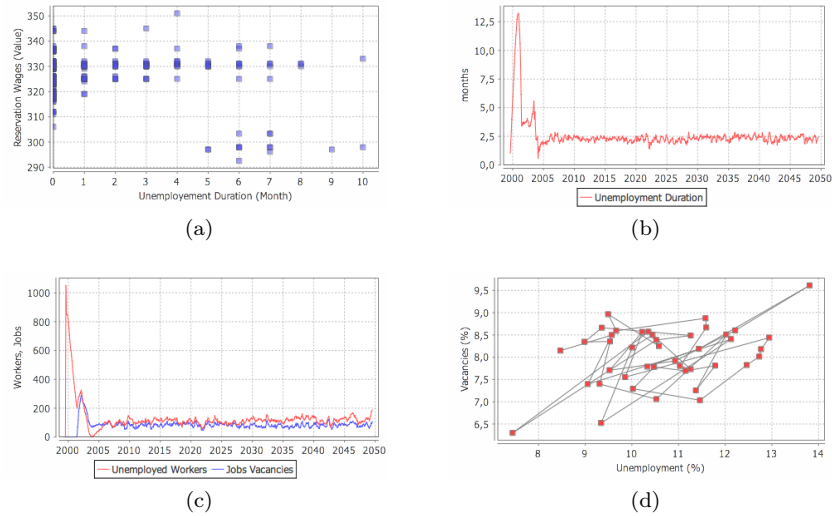 350
340
330
320
310
300
290
Reservation Wages (Value)
0 1 2 3 4 5 6 7 8 9 10
Unemployement Duration (Month)
(a)
12,5
10,0
7,5
5,0
2,5
0,0
months
2000 2005 2010 2015 2020 2025 2030 2035 2040 2045 2050
Unemployment Duration
(b)
1000
800
600
400
200
0
Workers, Jobs
2000 2005 2010 2015 2020 2025 2030 2035 2040 2045 2050
Unemployed Workers Jobs Vacancies
(c)
9,5
9,0
8,5
8,0
7,5
7,0
6,5
Vacancies (%)
8 9 10 11 12 13 14
Unemployment (%)
(d)